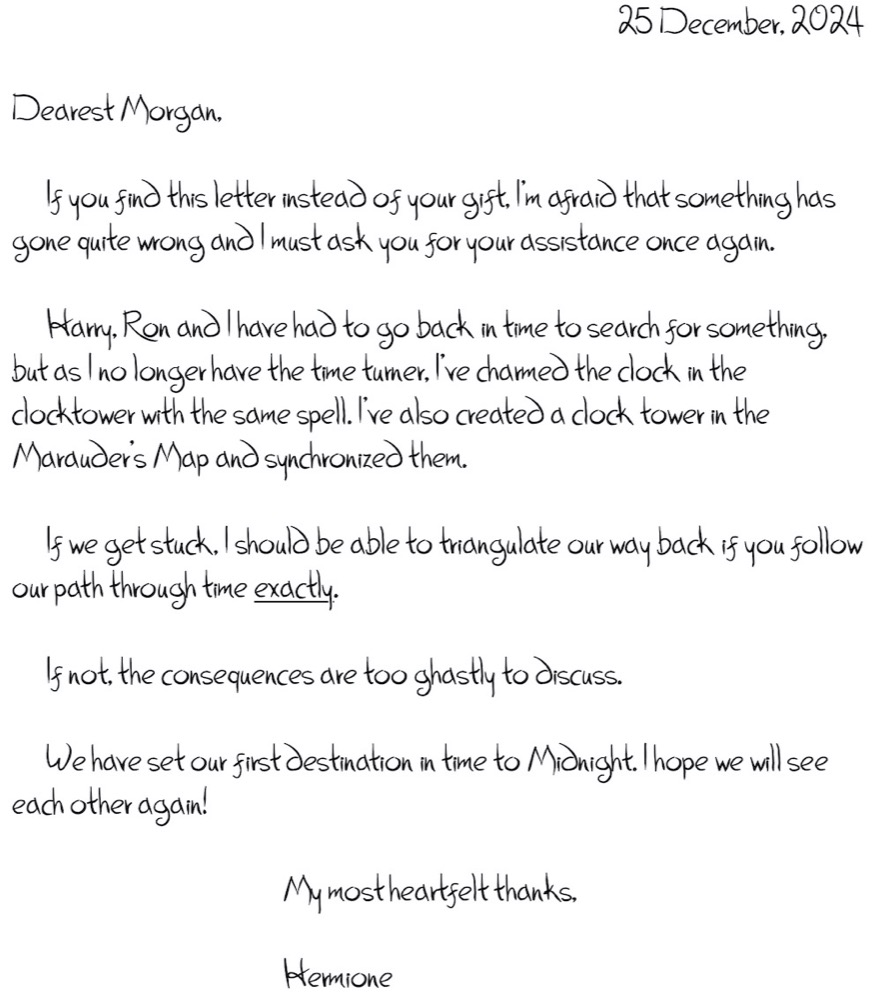 25 December, 2024
Dearest Morgan,
If you find this letter instead of your gift, I'm afraid that something has
gone quite wrong and I must ask you for your assistance once again.
Harry, Ron and I have had to go back in time to search for something,
but as I no longer have the time turner, I've charmed the clock in the
clocktower with the same spell. I've also created a clock tower in the
Marauder's Map and synchronized them.
If we get stuck, I should be able to triangulate our way back if you follow
our path through time exactly.
If not, the consequences are too ghastly to discuss.
We have set our first destination in time to Midnight. I hope we will see
each other again!
My most heartfelt thanks,
Hermione